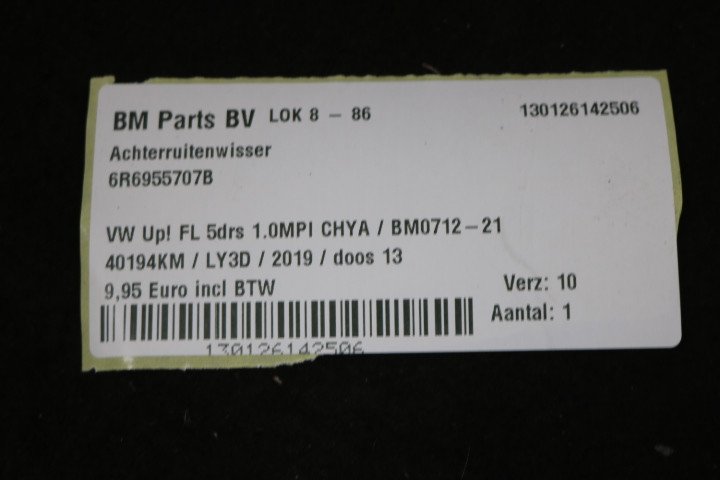 BM Parts BV LOK 8 – 86 130126142506
Achterruitenwisser
6R6955707B
VW Up! FL 5drs 1.0MPI CHYA / BM0712–21
40194KM / LY3D / 2019 / doos 13
9,95 Euro incl BTW Verz: 10
Aantal: 1
130126142506